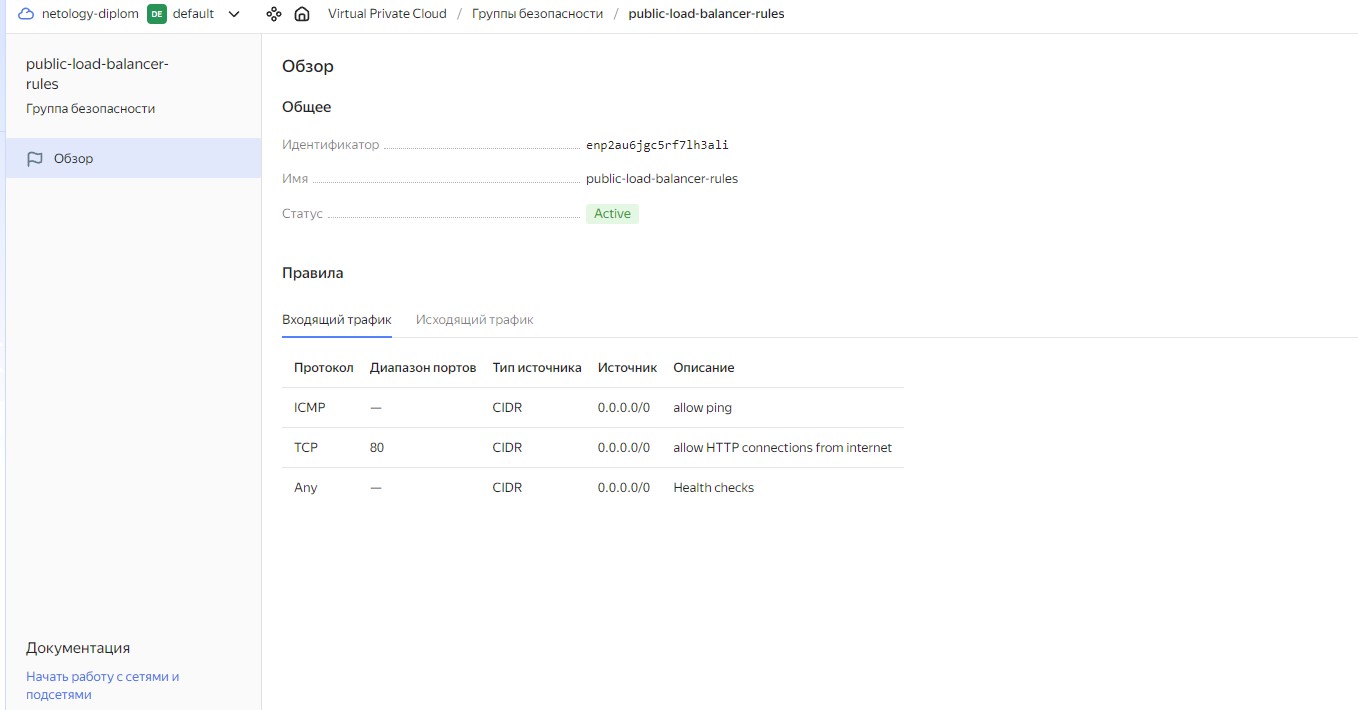 netology-diplom DE default Virtual Private Cloud / Группы безопасности / public-load-balancer-rules
public-load-balancer-
rules
Группа безопасности
Обзор
Документация
Начать работу с сетями и
подсетями
Обзор
Общее
Идентификатор enp2au6jgc5rf7lh3ali
Имя public-load-balancer-rules
Статус Active
Правила
Входящий трафик Исходящий трафик
Протокол Диапазон портов Тип источника Источник Описание
ICMP — CIDR 0.0.0.0/0 allow ping
TCP 80 CIDR 0.0.0.0/0 allow HTTP connections from internet
Any — CIDR 0.0.0.0/0 Health checks